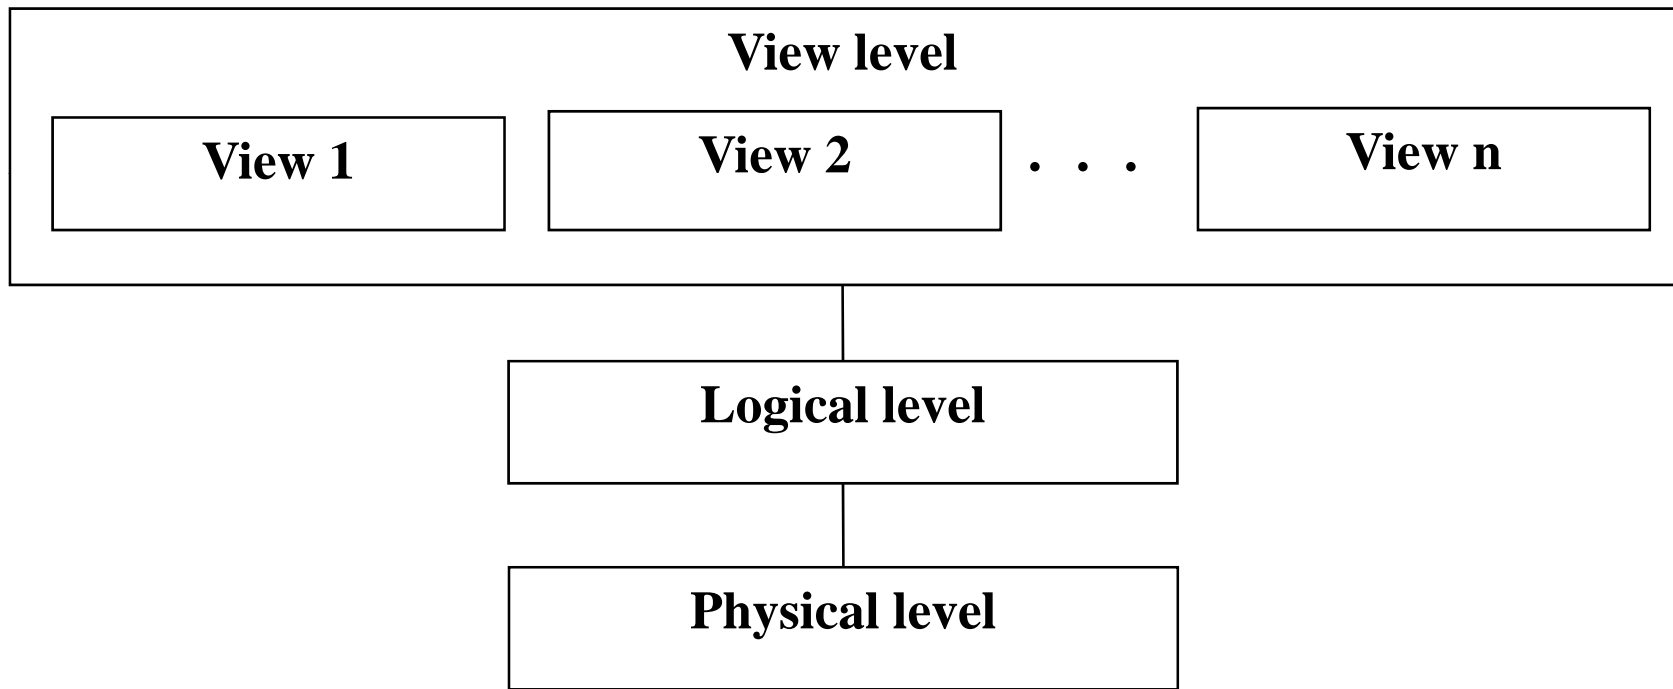 View level
View 1
View 2
. . .
View n
Logical level
Physical level